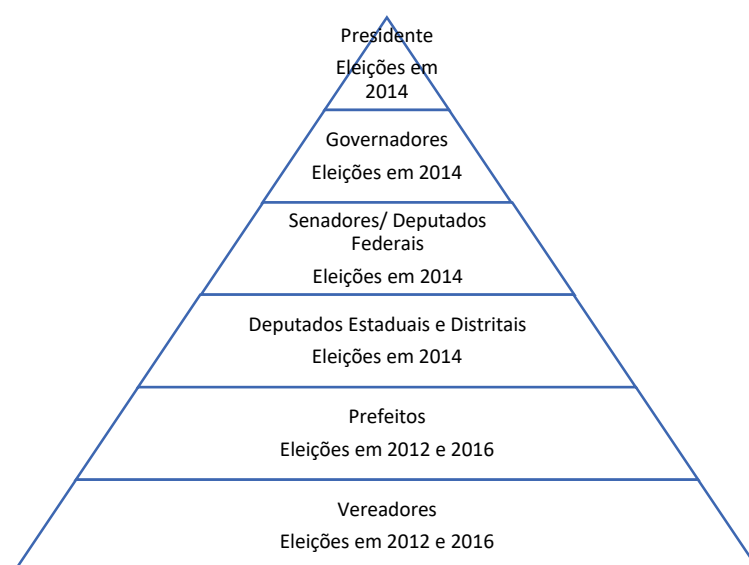 Presidente
Eleições em
2014
Governadores
Eleições em 2014
Senadores/ Deputados
Federais
Eleições em 2014
Deputados Estaduais e Distritais
Eleições em 2014
Prefeitos
Eleições em 2012 e 2016
Vereadores
Eleições em 2012 e 2016